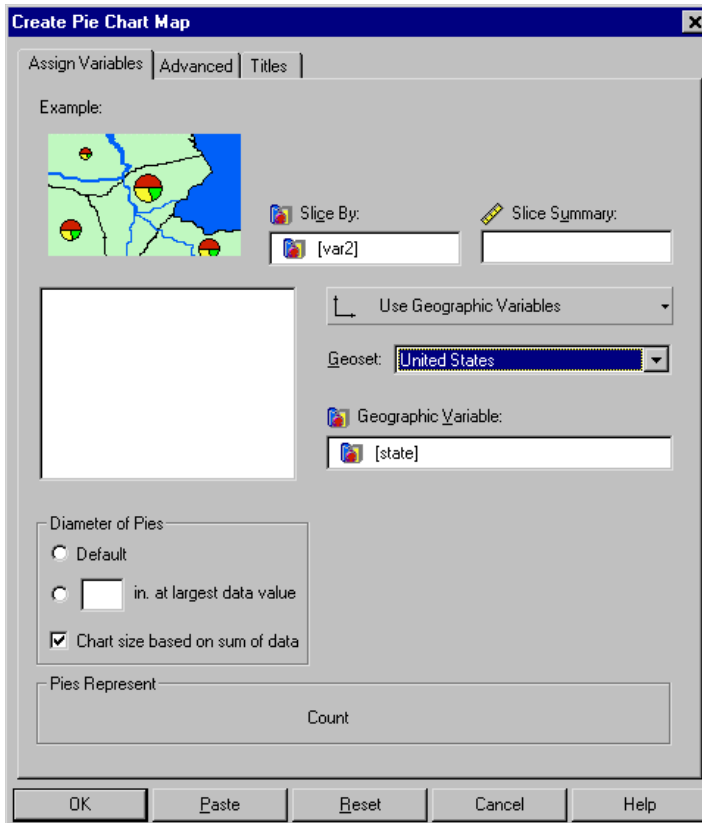 Create Pie Chart Map
Assign Variables
Advanced
Titles
Example:
Slice By:
Slice Summary:
[var2]
Use Geographic Variables
Geoset:
United States
Geographic Variable:
[state]
Diameter of Pies
Default
in. at largest data value
Chart size based on sum of data
Pies Represent
Count
OK
Paste
Reset
Cancel
Help